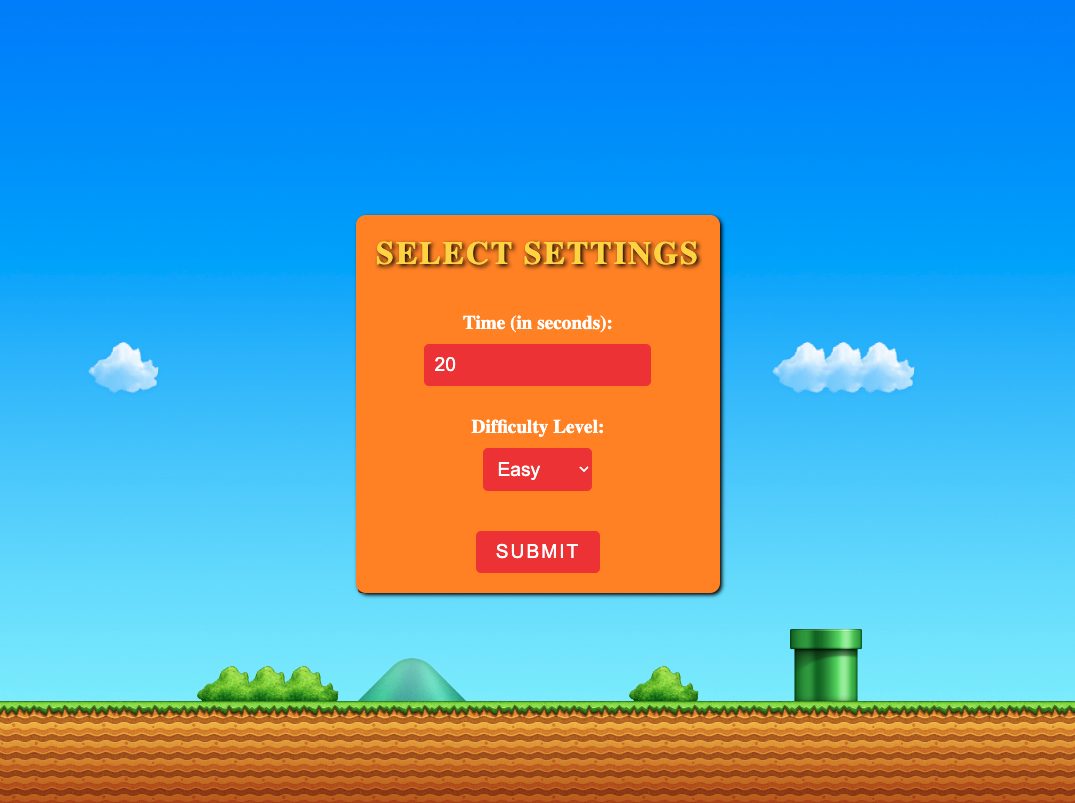 SELECT SETTINGS
Time (in seconds):
20
Difficulty Level:
Easy
SUBMIT